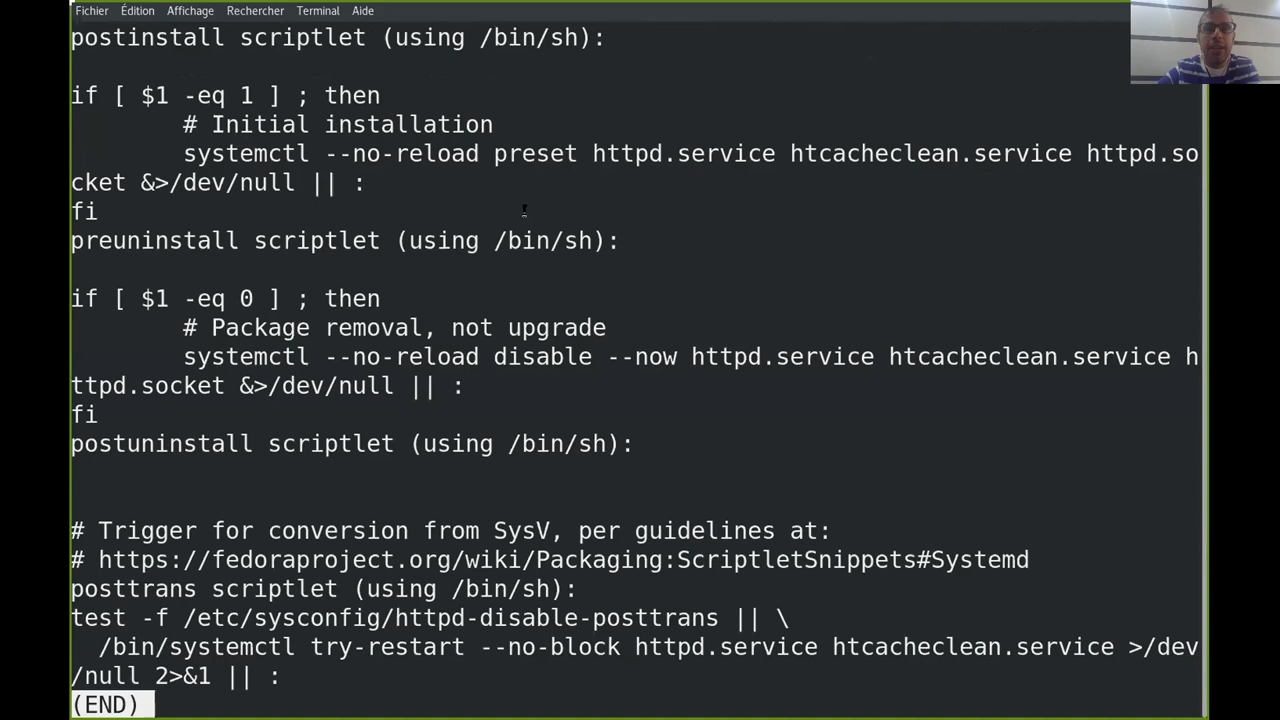 Fichier Édition Affichage Rechercher Terminal Aide
postinstall scriptlet (using /bin/sh):
if [ $1 -eq 1 ] ; then
# Initial installation
systemctl --no-reload preset httpd.service htcacheclean.service httpd.so
cket &>/dev/null || :
fi
preuninstall scriptlet (using /bin/sh):
if [ $1 -eq 0 ] ; then
# Package removal, not upgrade
systemctl --no-reload disable --now httpd.service htcacheclean.service h
ttpd.socket &>/dev/null || :
fi
postuninstall scriptlet (using /bin/sh):
# Trigger for conversion from SysV, per guidelines at:
# https://fedoraproject.org/wiki/Packaging:ScriptletSnippets#Systemd
posttrans scriptlet (using /bin/sh):
test -f /etc/sysconfig/httpd-disable-posttrans || \
/bin/systemctl try-restart --no-block httpd.service htcacheclean.service >/dev
/null 2>&1 || :
(END)